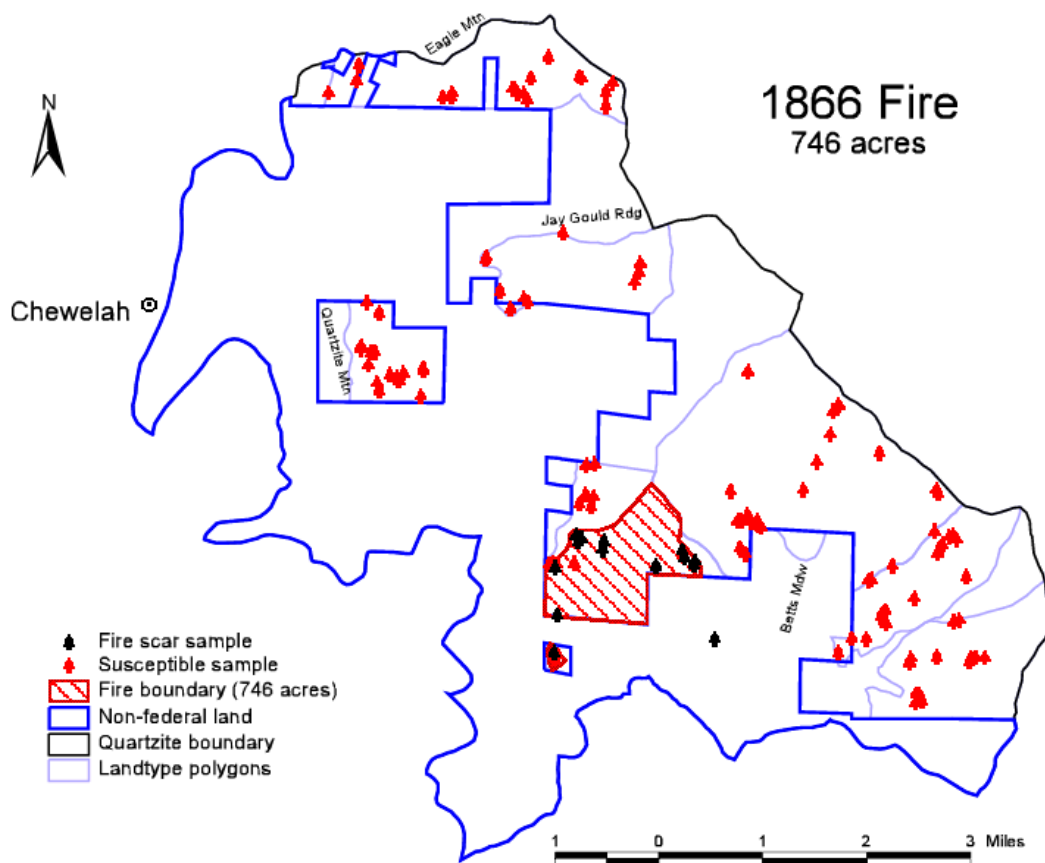 Eagle Mtn
1866 Fire
746 acres
N
Jay Gould Rdg
Chewelah
Quartzite Mtn
Betts Mdw
Fire scar sample
Susceptible sample
Fire boundary (746 acres)
Non-federal land
Quartzite boundary
Landtype polygons
1 0 1 2 3 Miles